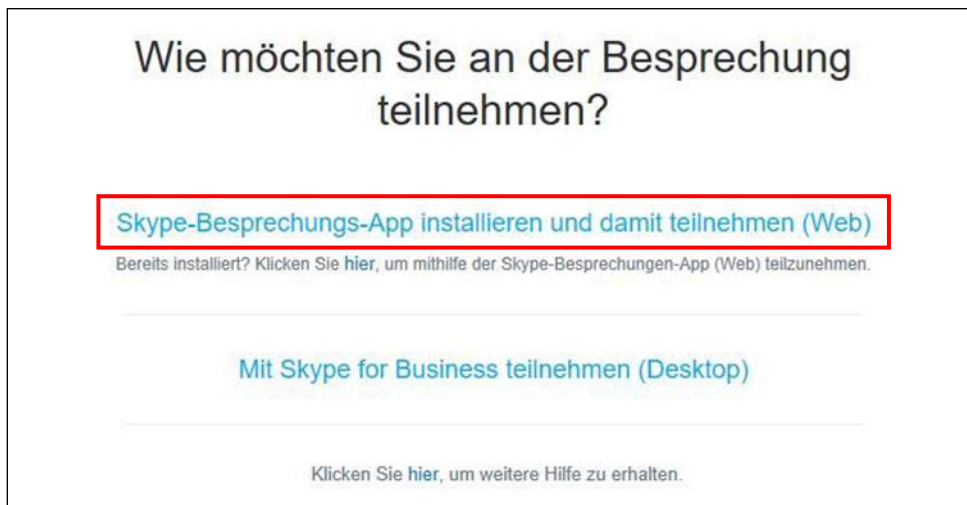 Wie möchten Sie an der Besprechung
teilnehmen?
Skype-Besprechungs-App installieren und damit teilnehmen (Web)
Bereits installiert? Klicken Sie hier, um mithilfe der Skype-Besprechungen-App (Web) teilzunehmen.
Mit Skype for Business teilnehmen (Desktop)
Klicken Sie hier, um weitere Hilfe zu erhalten.